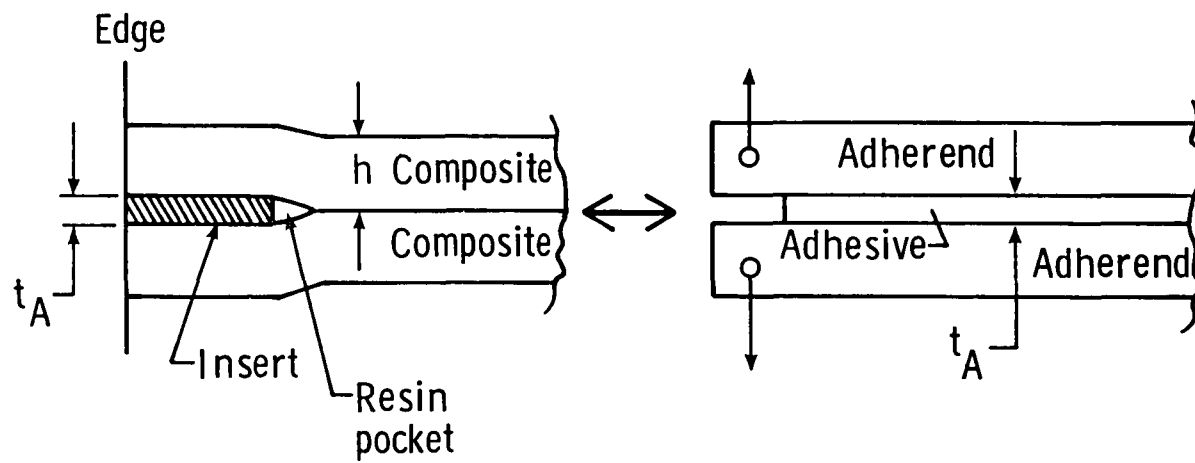 Edge
h Composite
Composite
t_A
Insert
Resin
pocket
Adherend
Adhesive
Adherend
t_A